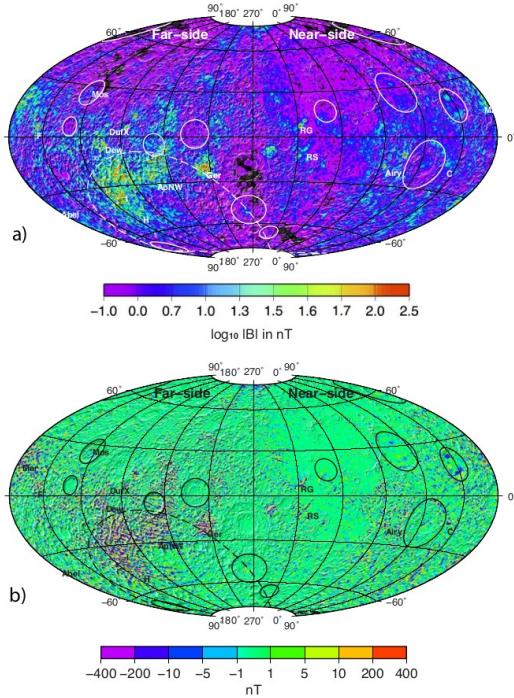 90° 180° 270° 0° 90°
60°
Far–side Near–side
Mos
F
DufX
RG
0°
Dew
RS
Ger
Airy
C
ApNW
Abel
H
–60°
–60°
a)
90° 180° 270° 0° 90°
–1.0 0.0 0.7 1.0 1.3 1.5 1.6 1.7 2.0 2.5
log₁₀ |B| in nT
90° 180° 270° 0° 90°
60°
Far–side Near–side
Mos
Mar
F
DufX
RG
0
Dew
RS
Ger
Airy
C
ApNW
Abel
H
–60°
–60°
b)
90° 180° 270° 0° 90°
–400 –200 –10 –5 –1 1 5 10 200 400
nT